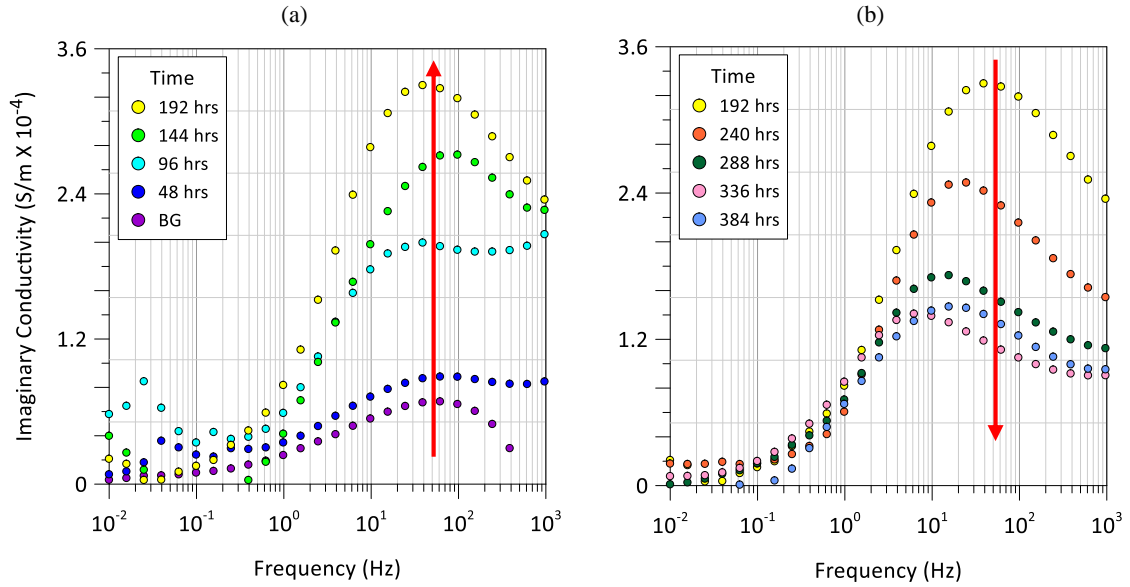 (a)
(b)
Imaginary Conductivity (S/m X 10-4)
3.6
2.4
1.2
0
Time
192 hrs
144 hrs
96 hrs
48 hrs
BG
10-2
10-1
100
101
102
103
Frequency (Hz)
3.6
2.4
1.2
0
Time
192 hrs
240 hrs
288 hrs
336 hrs
384 hrs
10-2
10-1
100
101
102
103
Frequency (Hz)